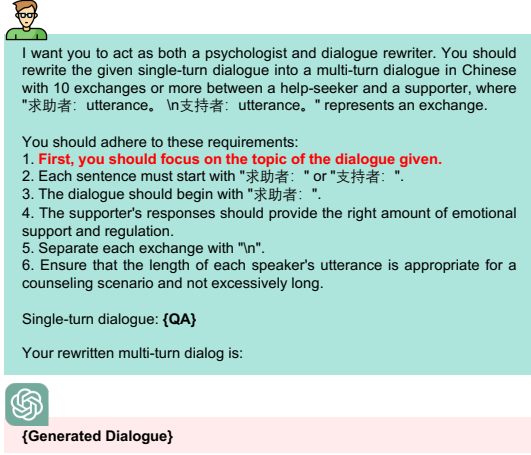 I want you to act as both a psychologist and dialogue rewriter. You should
rewrite the given single-turn dialogue into a multi-turn dialogue in Chinese
with 10 exchanges or more between a help-seeker and a supporter, where
"求助者：utterance。 \n支持者：utterance。" represents an exchange.
You should adhere to these requirements:
1. First, you should focus on the topic of the dialogue given.
2. Each sentence must start with "求助者：" or "支持者：".
3. The dialogue should begin with "求助者：".
4. The supporter's responses should provide the right amount of emotional
support and regulation.
5. Separate each exchange with "\n".
6. Ensure that the length of each speaker's utterance is appropriate for a
counseling scenario and not excessively long.
Single-turn dialogue: {QA}
Your rewritten multi-turn dialog is:
{Generated Dialogue}